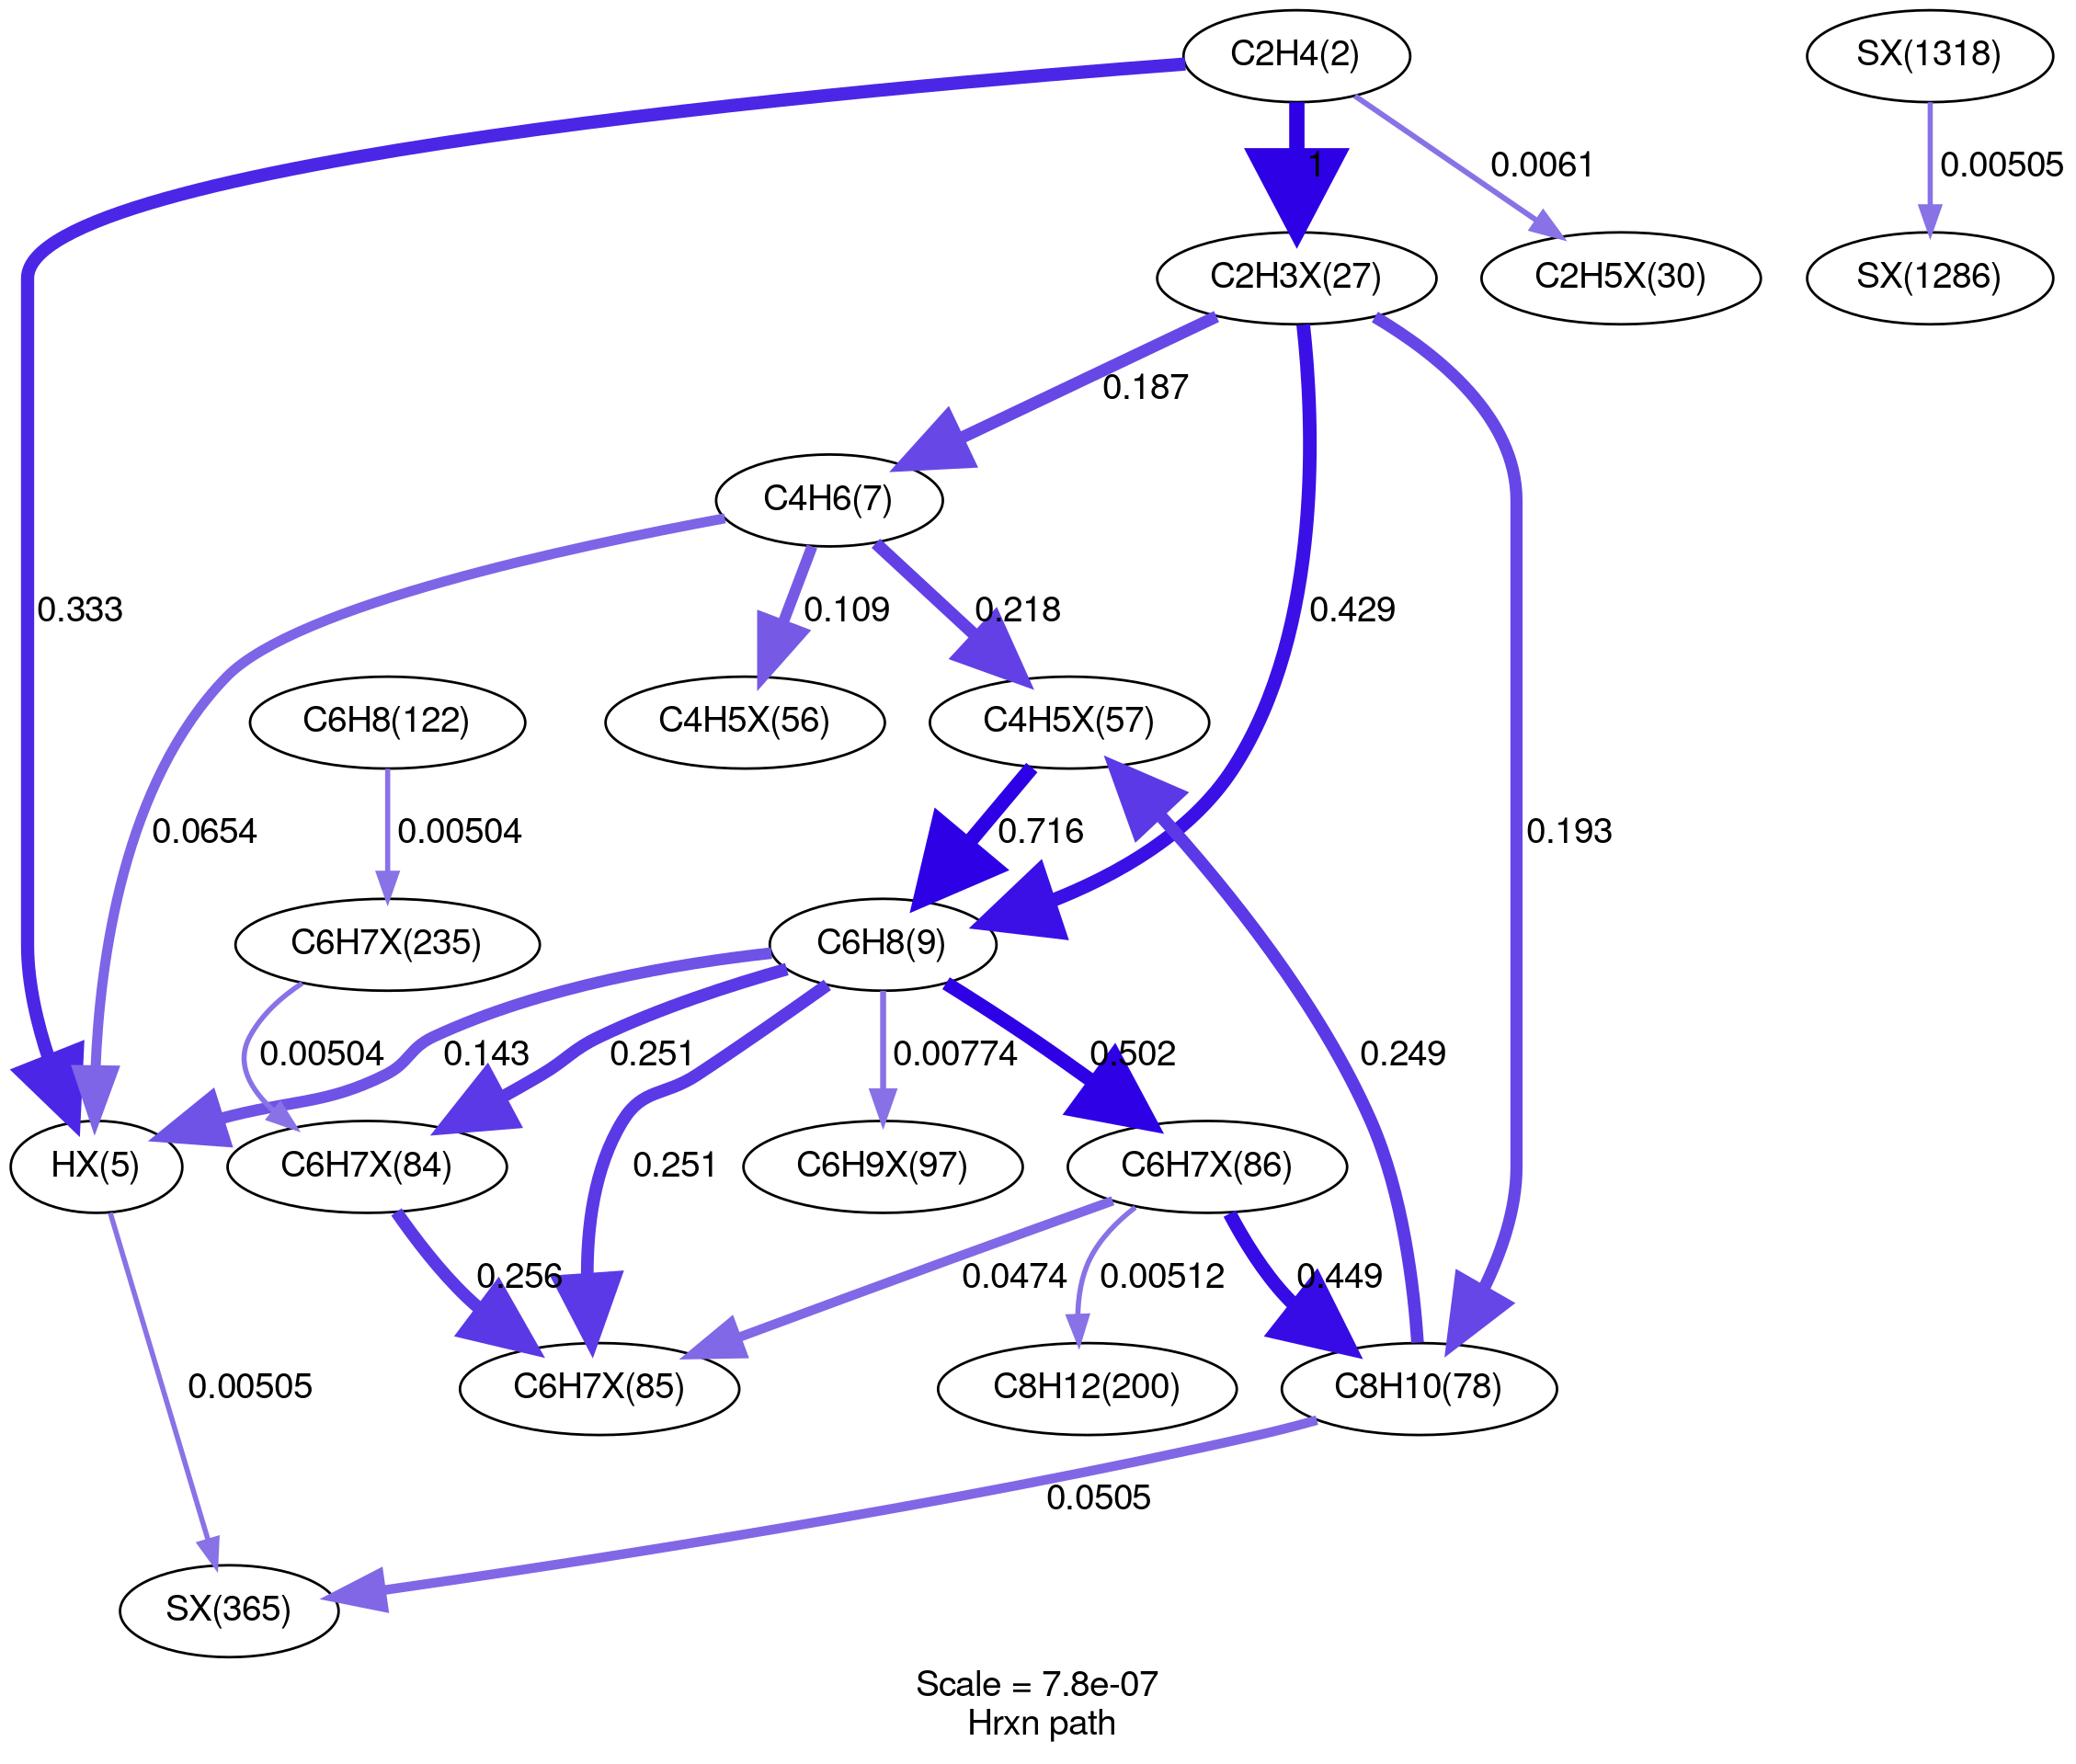 C2H4(2)
SX(1318)
1
0.0061
0.00505
C2H3X(27)
C2H5X(30)
SX(1286)
0.187
C4H6(7)
0.333
0.109
0.218
0.429
C6H8(122)
C4H5X(56)
C4H5X(57)
0.0654
0.00504
0.716
0.193
C6H7X(235)
C6H8(9)
0.00504
0.143
0.251
0.00774
0.502
0.249
HX(5)
C6H7X(84)
0.251
C6H9X(97)
C6H7X(86)
0.256
0.0474
0.00512
0.449
0.00505
C6H7X(85)
C8H12(200)
C8H10(78)
0.0505
SX(365)
Scale = 7.8e-07
Hrxn path